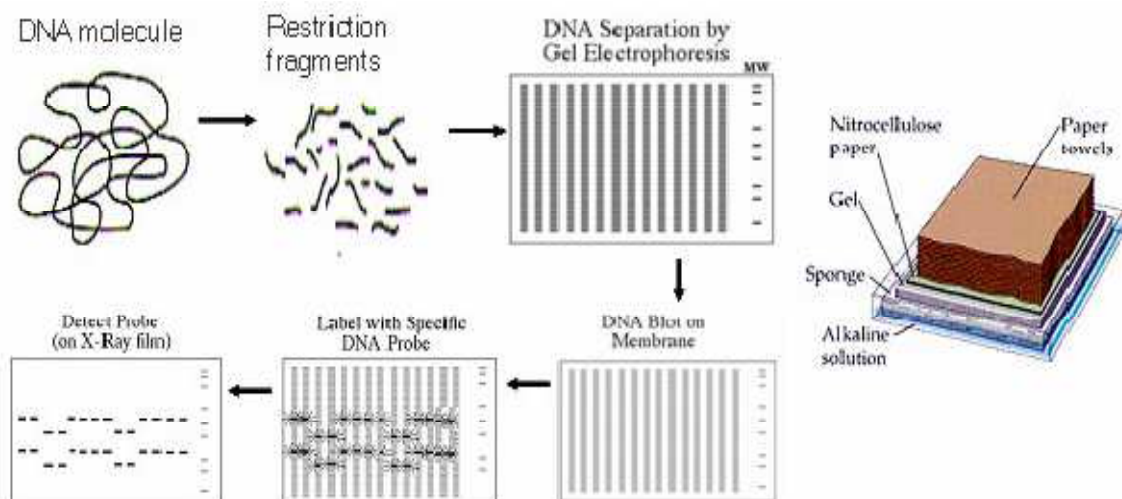 DNA molecule
Restriction
fragments
DNA Separation by
Gel Electrophoresis
MW
Nitrocellulose
paper
Paper
towels
Gel
Sponge
Alkaline
solution
DNA Blot on
Membrane
Label with Specific
DNA Probe
Detect Probe
(on X-Ray film)